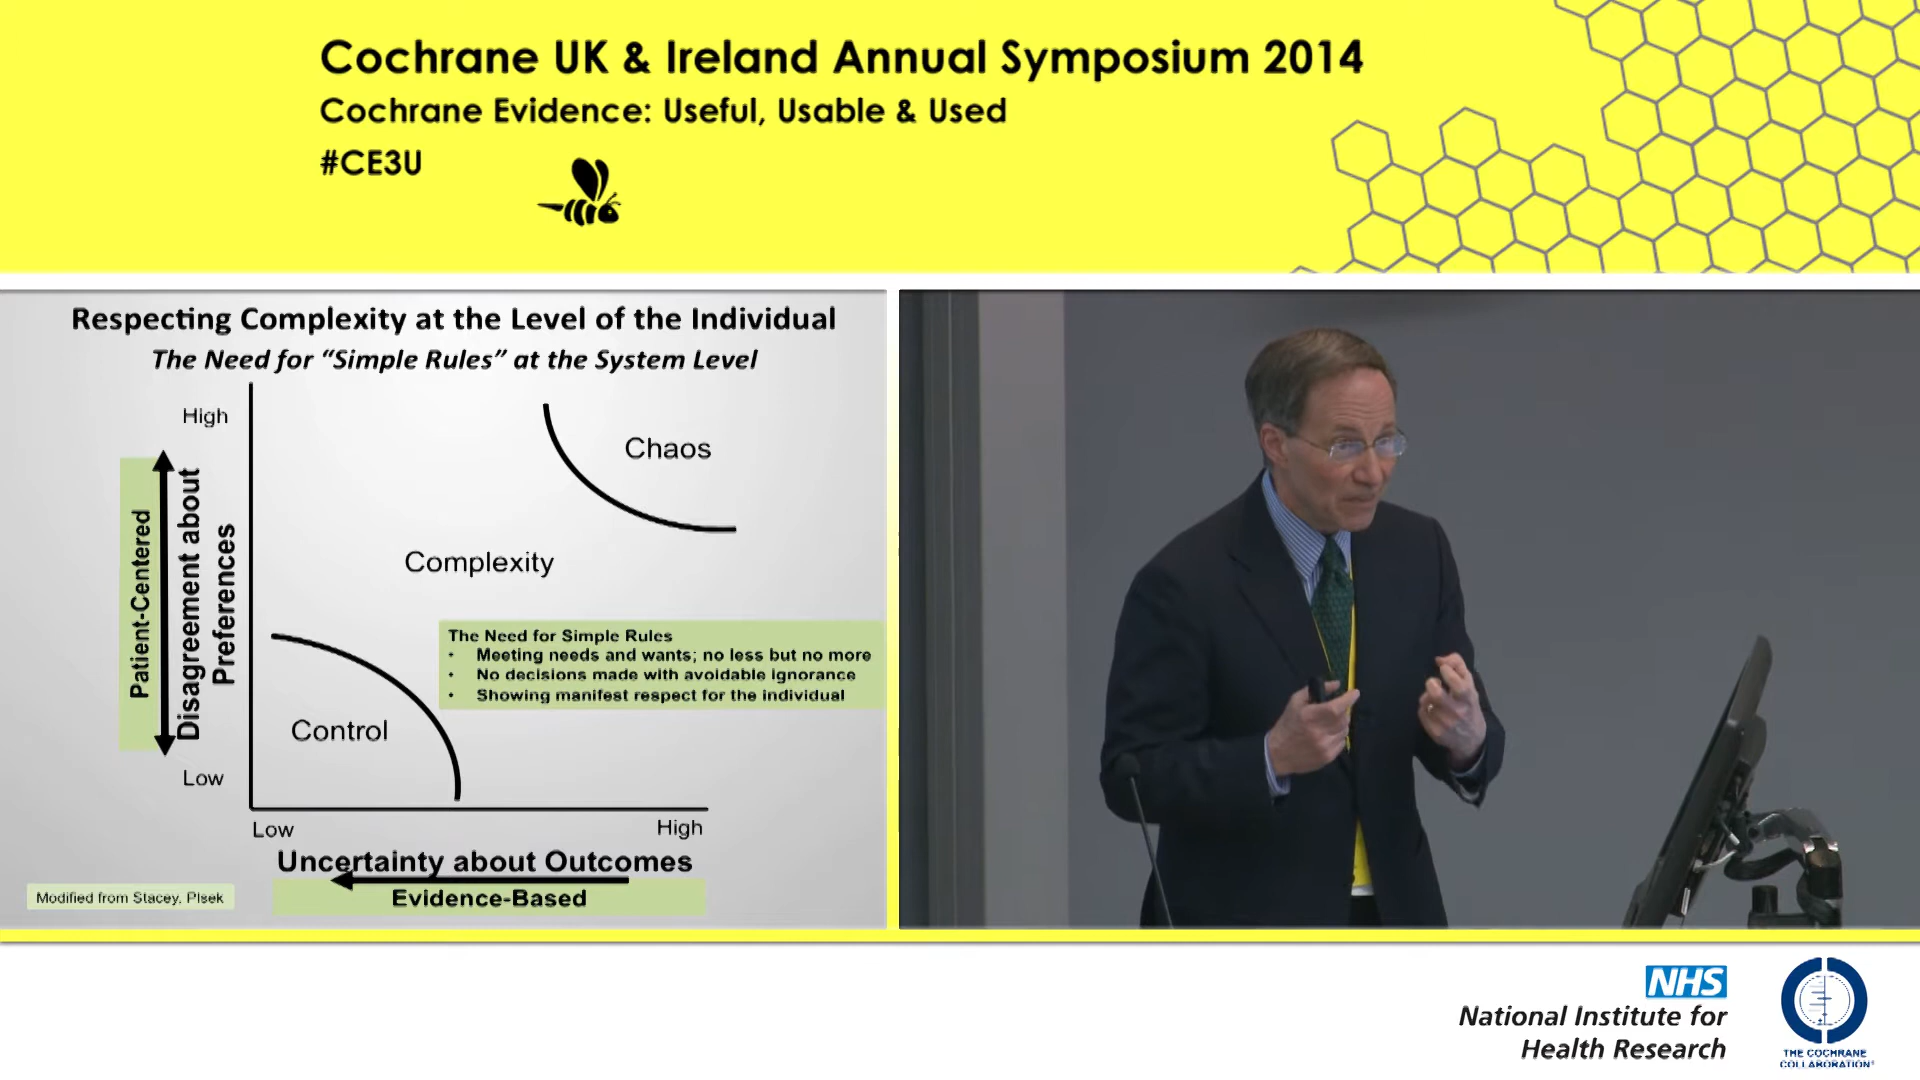 Cochrane UK & Ireland Annual Symposium 2014
Cochrane Evidence: Useful, Usable & Used
#CE3U
Respecting Complexity at the Level of the Individual
The Need for “Simple Rules” at the System Level
High
Chaos
Patient-Centered
Disagreement about
Preferences
Complexity
The Need for Simple Rules
• Meeting needs and wants; no less but no more
• No decisions made with avoidable ignorance
• Showing manifest respect for the individual
Control
Low
Low
High
Uncertainty about Outcomes
Evidence-Based
Modified from Stacey, Plsek
NHS
National Institute for
Health Research
THE COCHRANE
COLLABORATION®